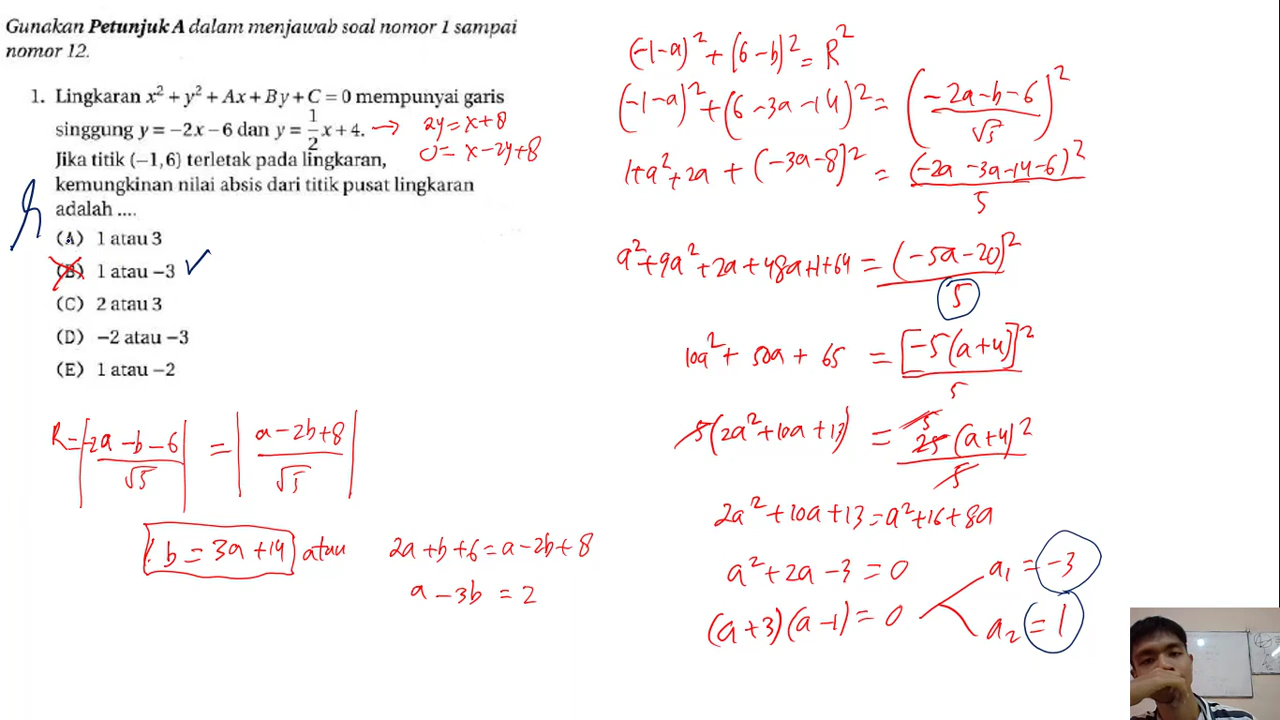 Gunakan Petunjuk A dalam menjawab soal nomor 1 sampai
nomor 12.
1. Lingkaran x² + y² + Ax + By + C = 0 mempunyai garis
singgung y = −2x − 6 dan y = 1/2 x + 4. → 2y = x+8
0 = x−2y+8
Jika titik (−1,6) terletak pada lingkaran,
kemungkinan nilai absis dari titik pusat lingkaran
adalah ....
(A) 1 atau 3
(B) 1 atau −3 ✓
(C) 2 atau 3
(D) −2 atau −3
(E) 1 atau −2
R = |−2a −b −6 / √5| = |a −2b+8 / √5|
b = 3a+14 atau 2a+b+6 = a−2b+8
a −3b = 2
(−1−a)² + (6−b)² = R²
(−1−a)² + (6−3a−14)² = (−2a−b−6 / √5)²
1+a²+2a + (−3a−8)² = (−2a −3a−14−6)² / 5
a²+9a²+2a+48a+1+64 = (−5a−20)² / 5
10a² + 50a + 65 = [−5(a+4)]² / 5
5(2a²+10a+13) = 25 5 (a+4)² / 5
2a²+10a+13 = a²+16+8a
a²+2a−3 = 0
(a+3)(a−1) = 0
a₁ = −3
a₂ = 1